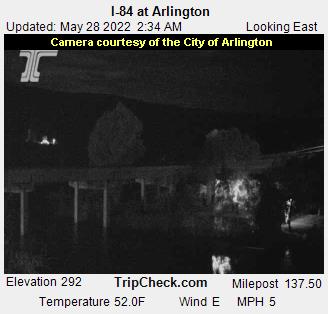 I-84 at Arlington
Updated: May 28 2022 2:34 AM Looking East
Camera courtesy of the City of Arlington
Elevation 292 TripCheck.com Milepost 137.50
Temperature 52.0F Wind E MPH 5